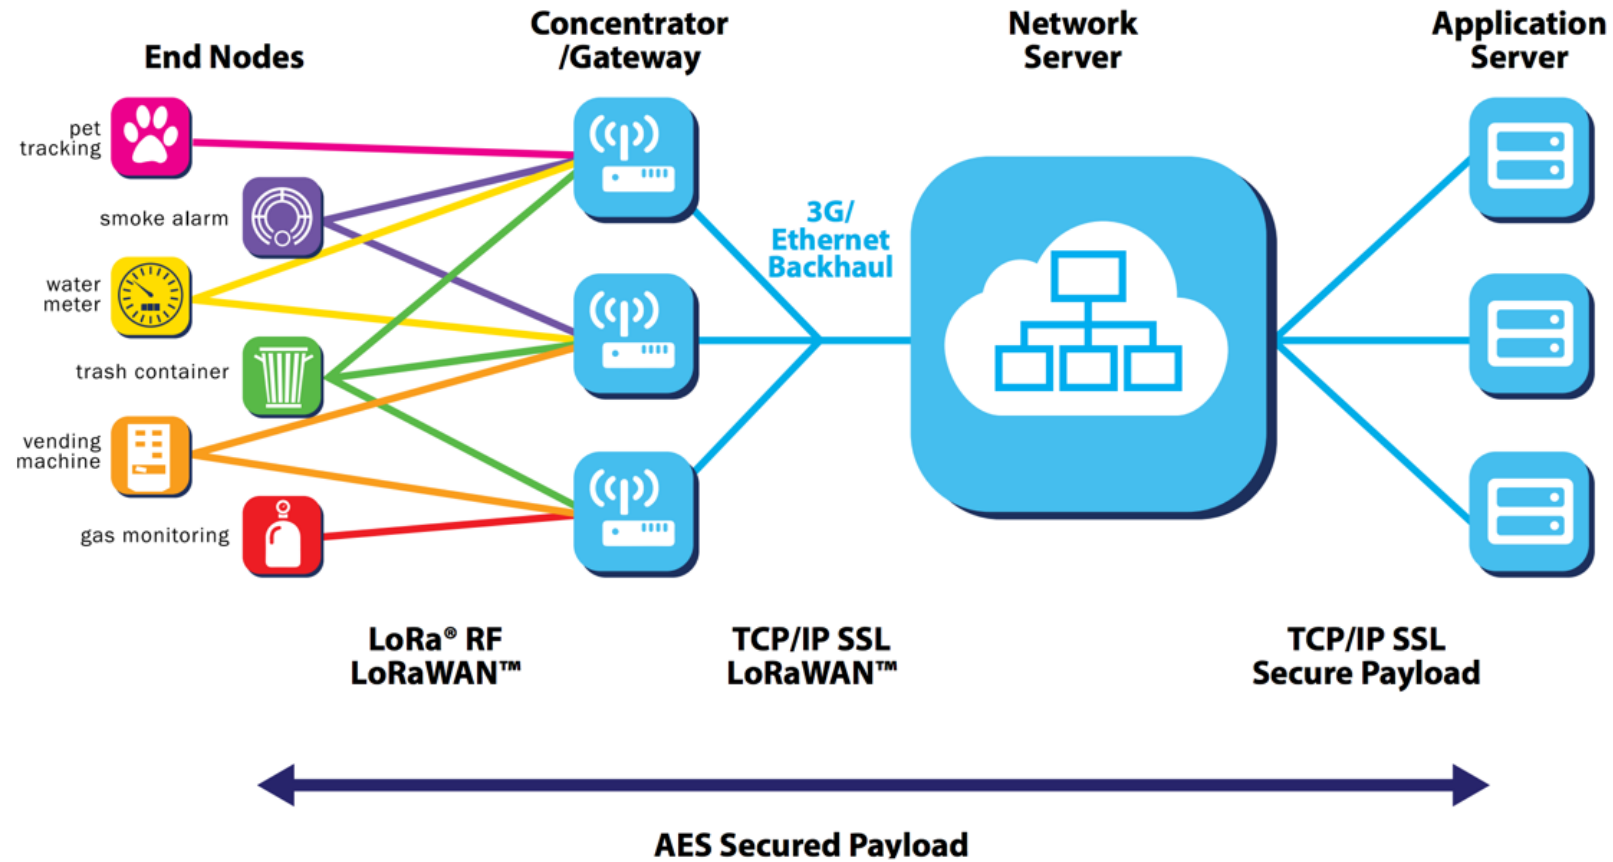 End Nodes
Concentrator
/Gateway
Network
Server
Application
Server
pet
tracking
smoke alarm
water
meter
trash container
vending
machine
gas monitoring
3G/
Ethernet
Backhaul
LoRa® RF
LoRaWAN™
TCP/IP SSL
LoRaWAN™
TCP/IP SSL
Secure Payload
AES Secured Payload